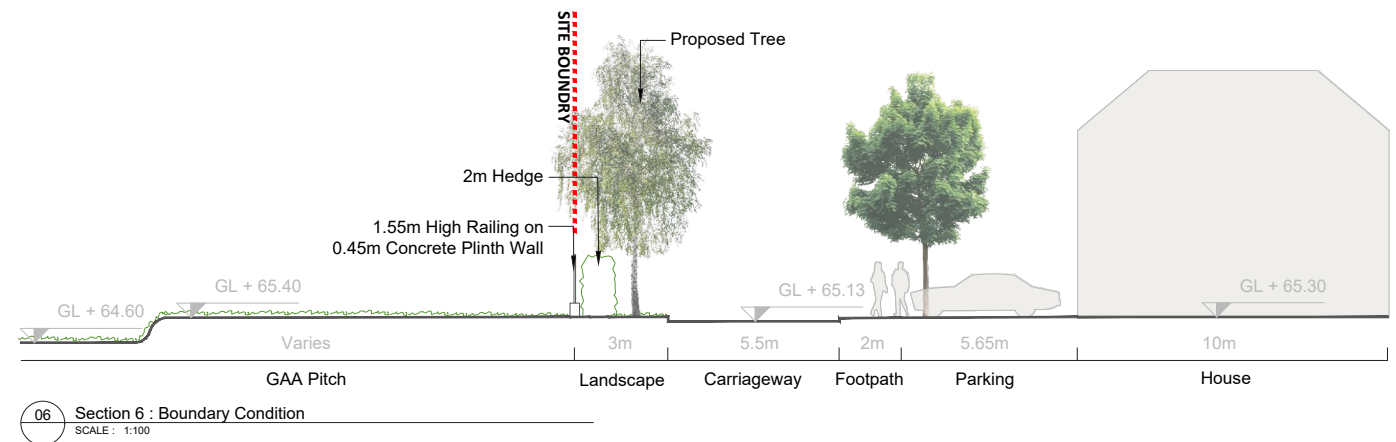 SITE BOUNDRY
Proposed Tree
2m Hedge
1.55m High Railing on
0.45m Concrete Plinth Wall
GL + 64.60
GL + 65.40
GL + 65.13
GL + 65.30
Varies
3m
5.5m
2m
5.65m
10m
GAA Pitch
Landscape
Carriageway
Footpath
Parking
House
06
Section 6 : Boundary Condition
SCALE : 1:100